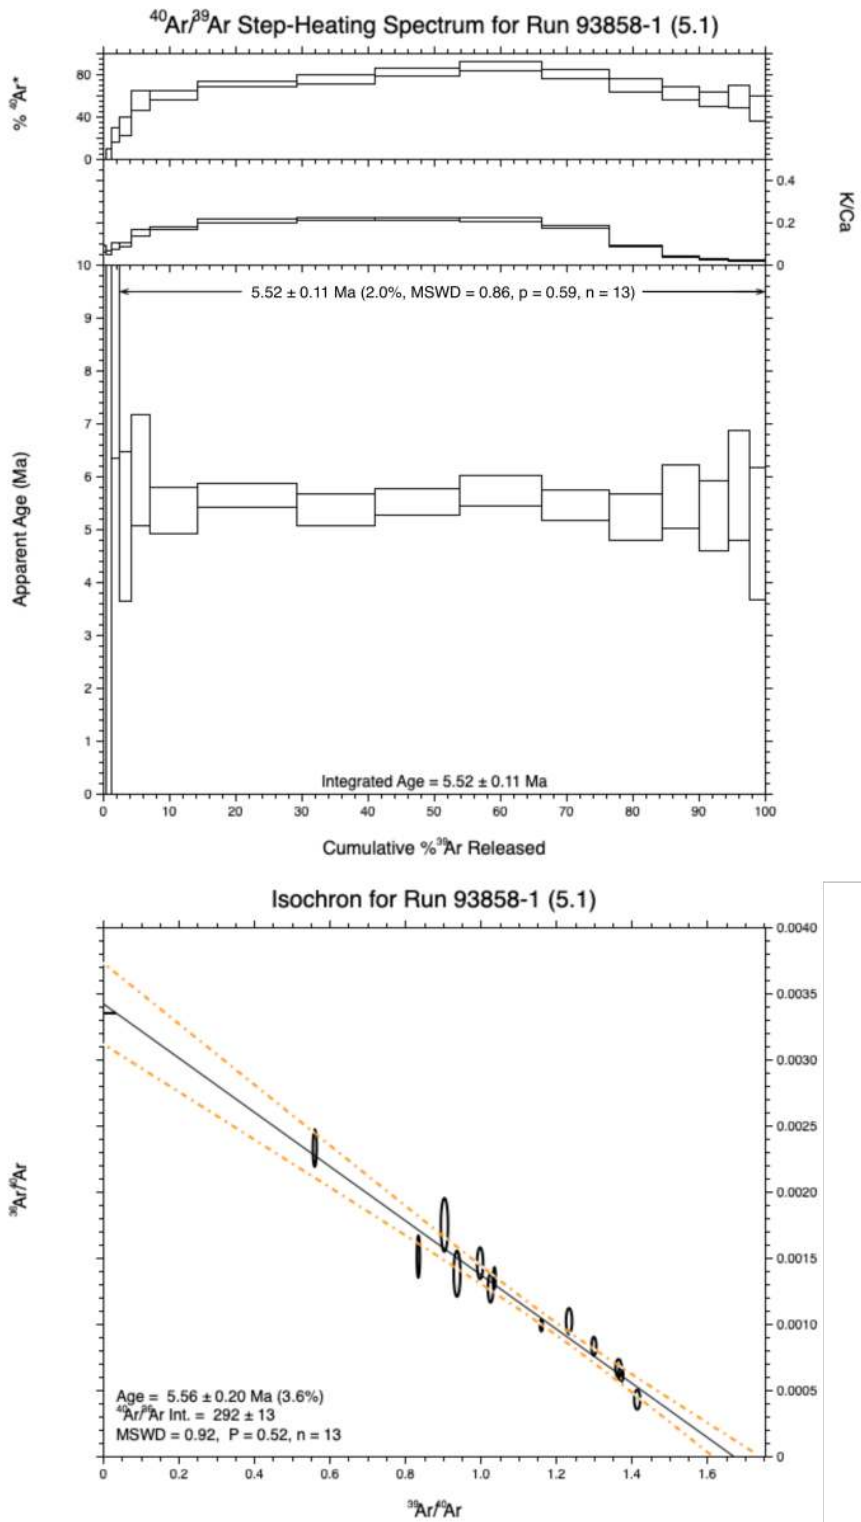 40Ar/39Ar Step-Heating Spectrum for Run 93858-1 (5.1)
% 40Ar*
80
40
0
0.4
0.2
0
K/Ca
10
9
8
7
6
5
4
3
2
1
0
5.52 ± 0.11 Ma (2.0%, MSWD = 0.86, p = 0.59, n = 13)
Apparent Age (Ma)
Integrated Age = 5.52 ± 0.11 Ma
0 10 20 30 40 50 60 70 80 90 100
Cumulative %39Ar Released
Isochron for Run 93858-1 (5.1)
0.0040
0.0035
0.0030
0.0025
0.0020
0.0015
0.0010
0.0005
0
36Ar/40Ar
Age = 5.56 ± 0.20 Ma (3.6%)
40Ar/36Ar Int. = 292 ± 13
MSWD = 0.92, P = 0.52, n = 13
0 0.2 0.4 0.6 0.8 1.0 1.2 1.4 1.6
39Ar/40Ar